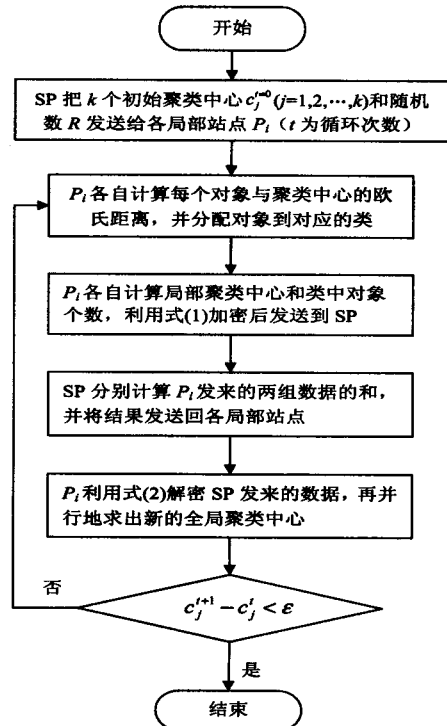 开始
SP 把 k 个初始聚类中心 c_j^{t=0}(j=1,2,…,k)和随机
数 R 发送给各局部站点 P_i（t 为循环次数）
P_i 各自计算每个对象与聚类中心的欧
氏距离，并分配对象到对应的类
P_i 各自计算局部聚类中心和类中对象
个数，利用式(1)加密后发送到 SP
SP 分别计算 P_i 发来的两组数据的和，
并将结果发送回各局部站点
P_i 利用式(2)解密 SP 发来的数据，再并
行地求出新的全局聚类中心
否
c_j^{t+1} - c_j^t < ε
是
结束